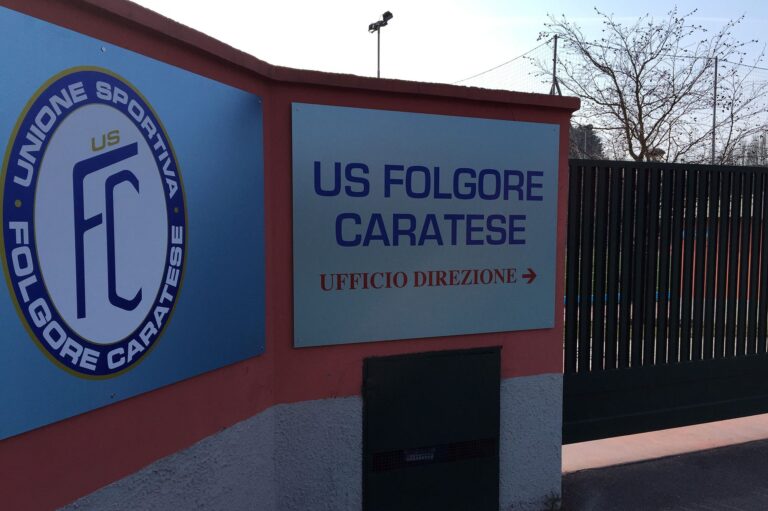 UNIONE SPORTIVA
US
FC
FOLGORE CARATESE
US FOLGORE
CARATESE
UFFICIO DIREZIONE →